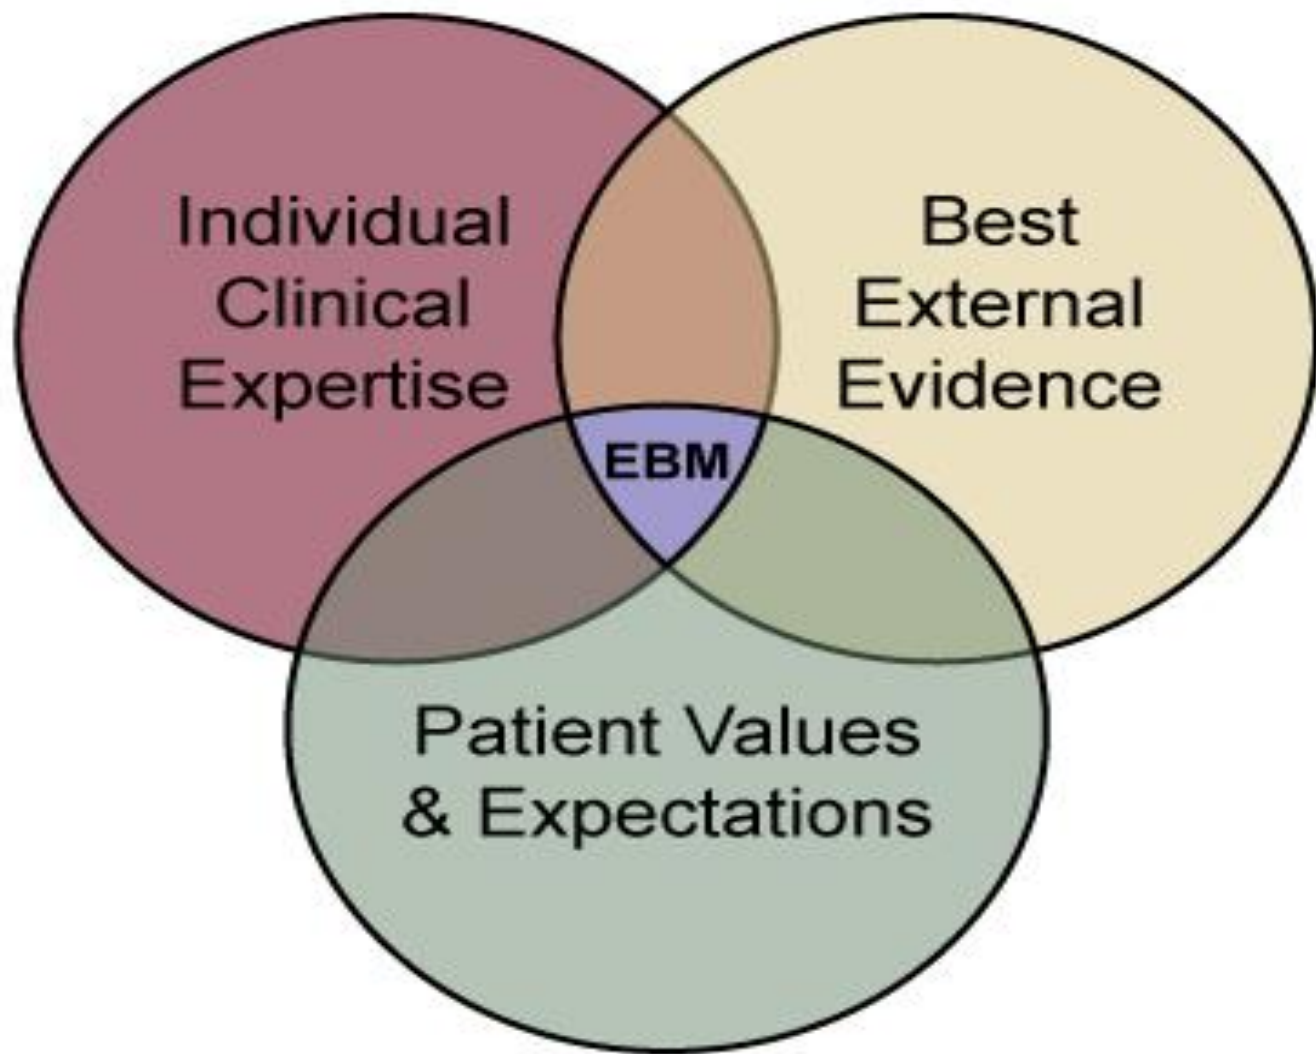 Individual
Clinical
Expertise
Best
External
Evidence
EBM
Patient Values
& Expectations